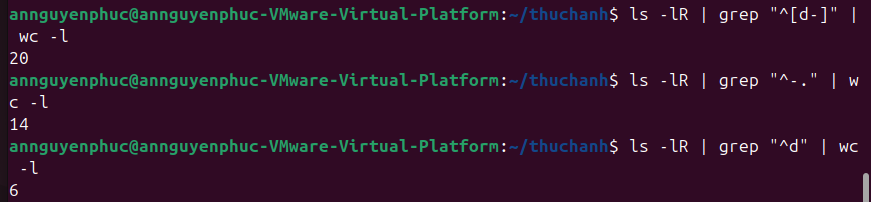 annguyenphuc@annguyenphuc-VMware-Virtual-Platform:~/thuchanh$ ls -lR | grep "^[d-]" |
 wc -l
20
annguyenphuc@annguyenphuc-VMware-Virtual-Platform:~/thuchanh$ ls -lR | grep "^-." | w
c -l
14
annguyenphuc@annguyenphuc-VMware-Virtual-Platform:~/thuchanh$ ls -lR | grep "^d" | wc
 -l
6